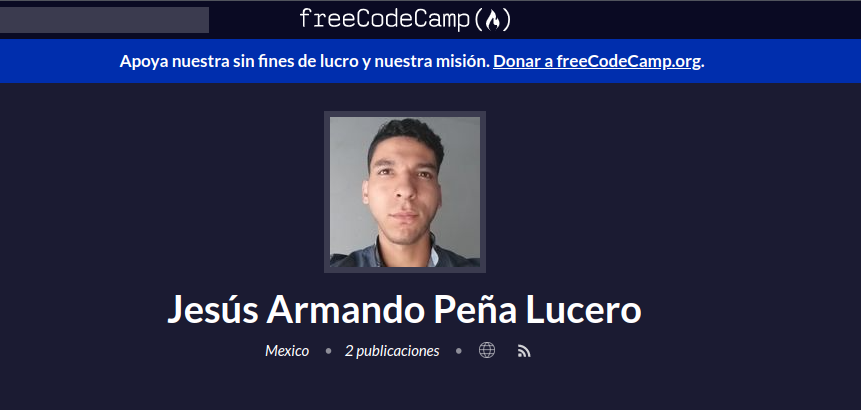 freeCodeCamp
Apoya nuestra sin fines de lucro y nuestra misión. Donar a freeCodeCamp.org.
Jesús Armando Peña Lucero
Mexico • 2 publicaciones •